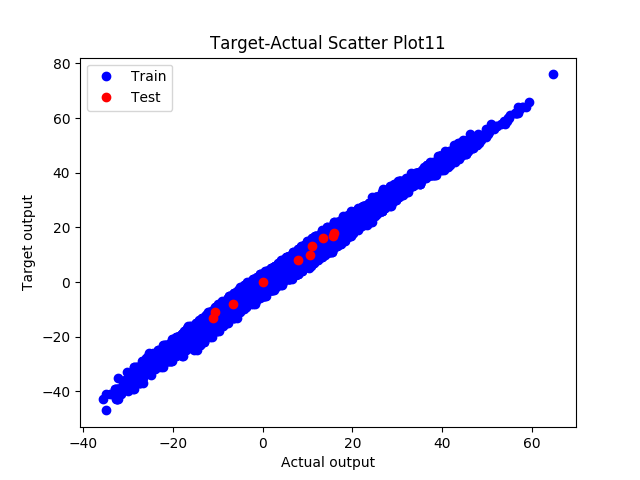 Target-Actual Scatter Plot11
Train
Test
80
60
40
20
0
−20
−40
Target output
−40
−20
0
20
40
60
Actual output